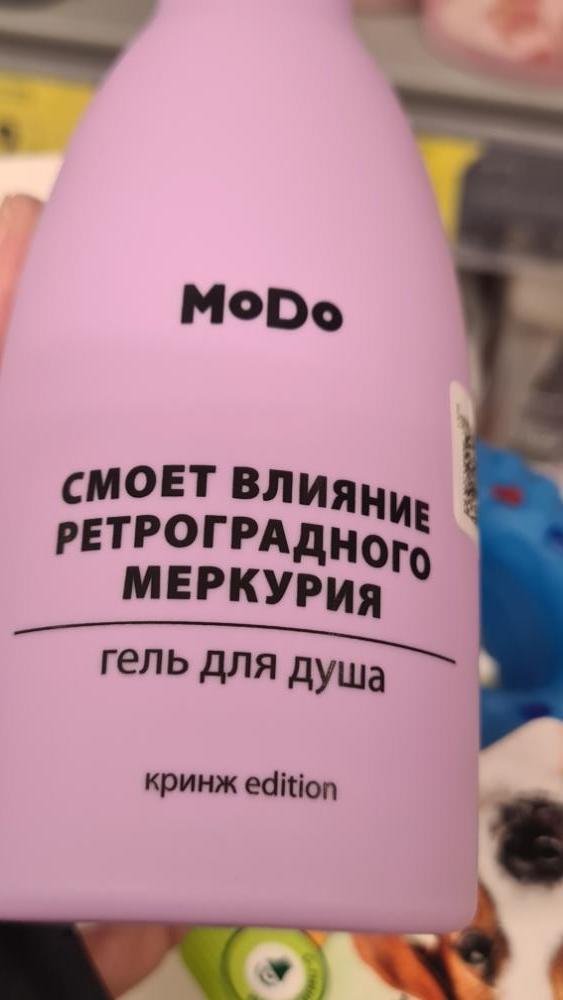 MoDo
СМОЕТ ВЛИЯНИЕ
РЕТРОГРАДНОГО
МЕРКУРИЯ
гель для душа
кринж edition